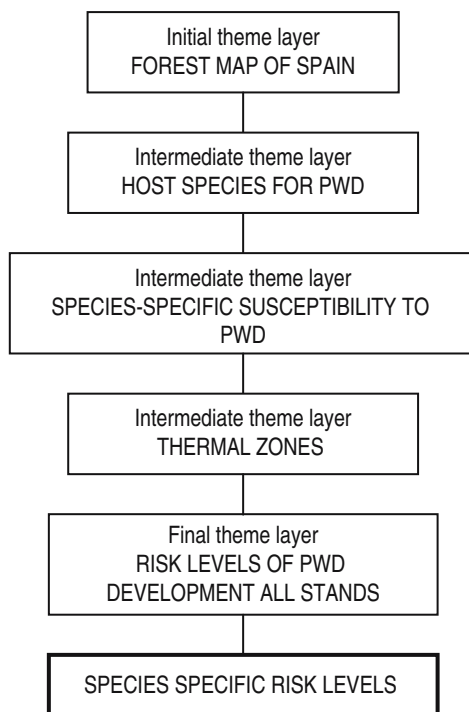 Initial theme layer
FOREST MAP OF SPAIN
Intermediate theme layer
HOST SPECIES FOR PWD
Intermediate theme layer
SPECIES-SPECIFIC SUSCEPTIBILITY TO
PWD
Intermediate theme layer
THERMAL ZONES
Final theme layer
RISK LEVELS OF PWD
DEVELOPMENT ALL STANDS
SPECIES SPECIFIC RISK LEVELS